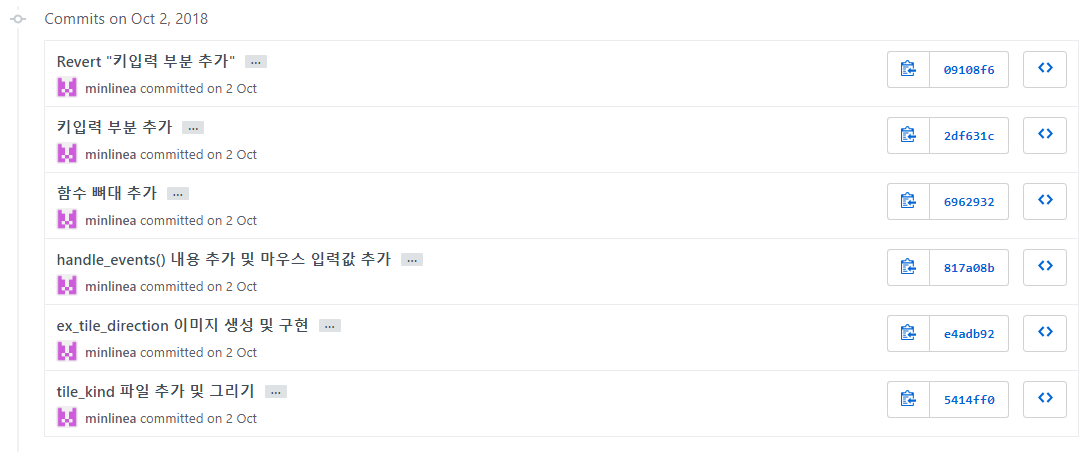 Commits on Oct 2, 2018
Revert "키입력 부분 추가" …
09108f6
minlinea committed on 2 Oct
키입력 부분 추가 …
2df631c
minlinea committed on 2 Oct
함수 뼈대 추가 …
6962932
minlinea committed on 2 Oct
handle_events() 내용 추가 및 마우스 입력값 추가 …
817a08b
minlinea committed on 2 Oct
ex_tile_direction 이미지 생성 및 구현 …
e4adb92
minlinea committed on 2 Oct
tile_kind 파일 추가 및 그리기 …
5414ff0
minlinea committed on 2 Oct